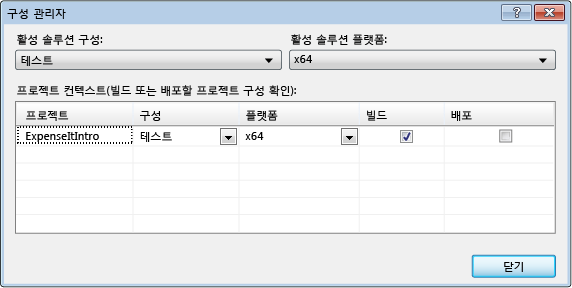 구성 관리자
활성 솔루션 구성: 활성 솔루션 플랫폼:
테스트 x64
프로젝트 컨텍스트(빌드 또는 배포할 프로젝트 구성 확인):
프로젝트 구성 플랫폼 빌드 배포
ExpenseItIntro 테스트 x64
닫기